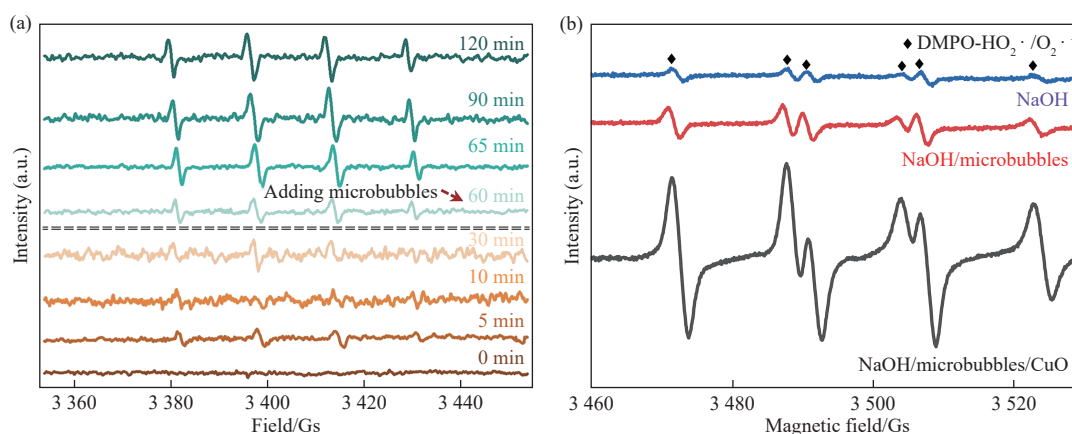 (a)
120 min
90 min
65 min
Adding microbubbles
60 min
30 min
10 min
5 min
0 min
Intensity (a.u.)
3 360 3 380 3 400 3 420 3 440
Field/Gs
(b)
♦ DMPO-HO₂·/O₂·
NaOH
NaOH/microbubbles
NaOH/microbubbles/CuO
Intensity (a.u.)
3 460 3 480 3 500 3 520
Magnetic field/Gs